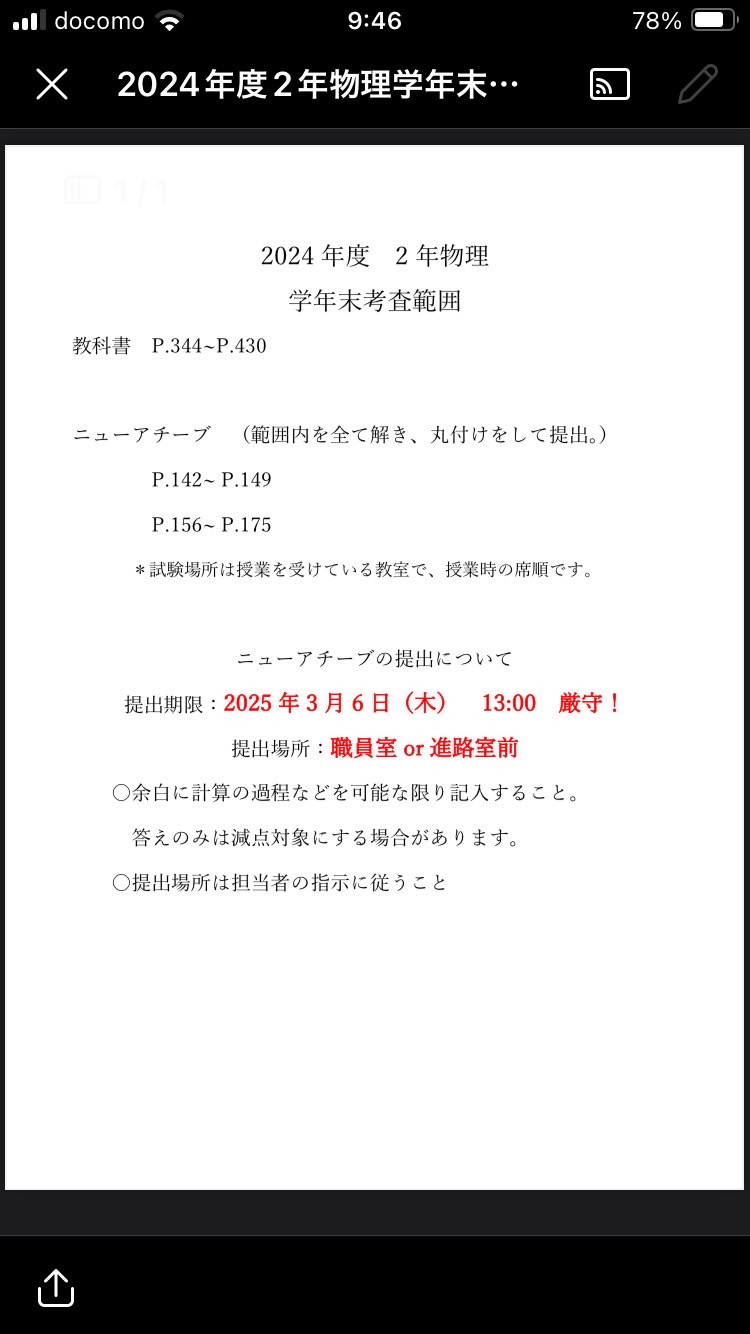 docomo 9:46 78%
2024年度2年物理学年末…
1/1
2024 年度　2 年物理
学年末考査範囲
教科書　P.344~P.430
ニューアチーブ　（範囲内を全て解き、丸付けをして提出。）
P.142~ P.149
P.156~ P.175
＊試験場所は授業を受けている教室で、授業時の席順です。
ニューアチーブの提出について
提出期限：2025 年 3 月 6 日（木）　13:00　厳守！
提出場所：職員室 or 進路室前
〇余白に計算の過程などを可能な限り記入すること。
答えのみは減点対象にする場合があります。
〇提出場所は担当者の指示に従うこと